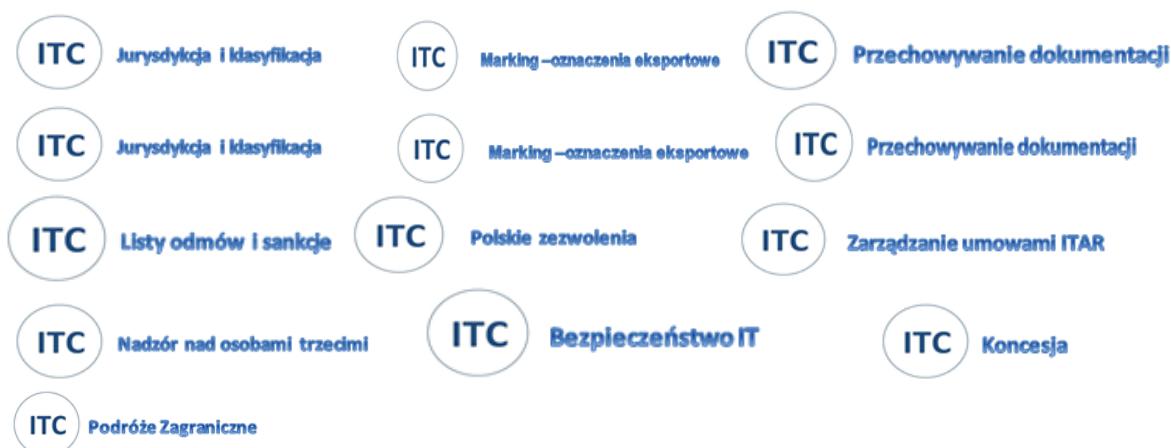 ITC Jurysdykcja i klasyfikacja ITC Marking –oznaczenia eksportowe ITC Przechowywanie dokumentacji
ITC Jurysdykcja i klasyfikacja ITC Marking –oznaczenia eksportowe ITC Przechowywanie dokumentacji
ITC Listy odmów i sankcje ITC Polskie zezwolenia ITC Zarządzanie umowami ITAR
ITC Nadzór nad osobami trzecimi ITC Bezpieczeństwo IT ITC Koncesja
ITC Podróże Zagraniczne